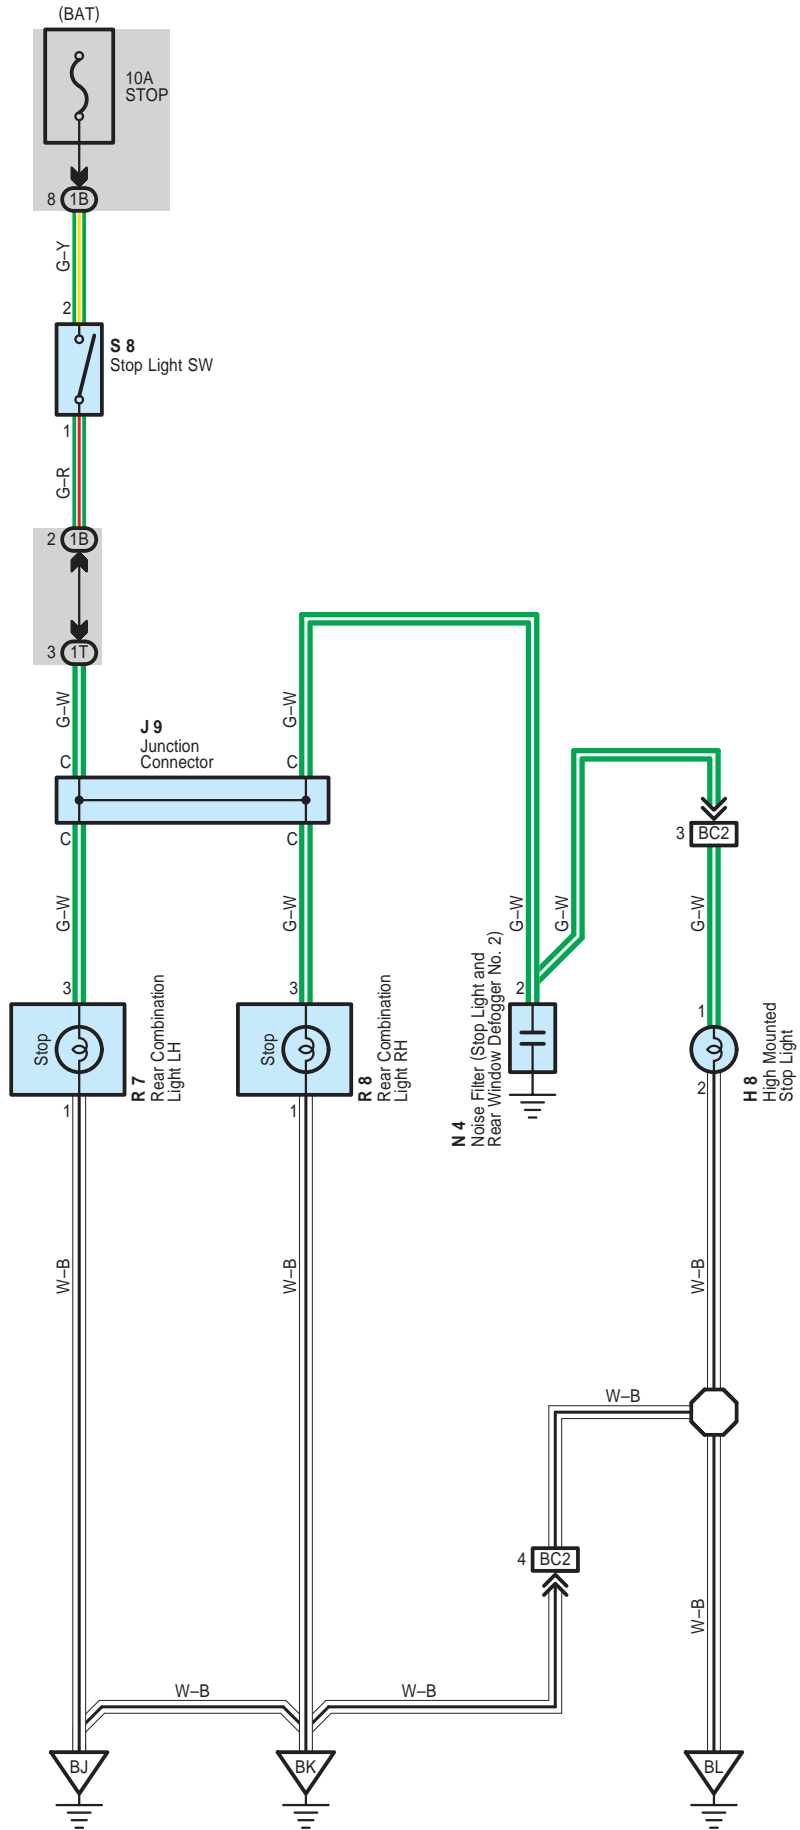 (BAT)
10A
STOP
8 1B
G–Y
2
S 8
Stop Light SW
1
G–R
2 1B
3 1T
G–W
G–W
J 9
Junction
Connector
C
C
3 BC2
C
C
G–W
G–W
G–W
G–W
G–W
3
3
2
1
Stop
R 7
Rear Combination
Light LH
Stop
R 8
Rear Combination
Light RH
N 4
Noise Filter (Stop Light and
Rear Window Defogger No. 2)
H 8
High Mounted
Stop Light
1
1
2
W–B
W–B
W–B
W–B
4 BC2
W–B
W–B
W–B
BJ
BK
BL